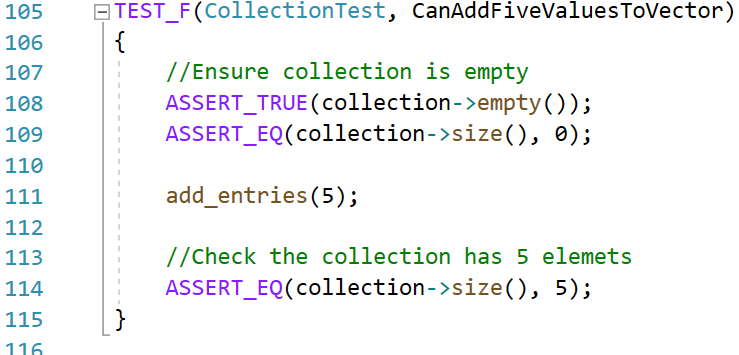 105 TEST_F(CollectionTest, CanAddFiveValuesToVector)
106 {
107 //Ensure collection is empty
108 ASSERT_TRUE(collection->empty());
109 ASSERT_EQ(collection->size(), 0);
110
111 add_entries(5);
112
113 //Check the collection has 5 elemets
114 ASSERT_EQ(collection->size(), 5);
115 }
116